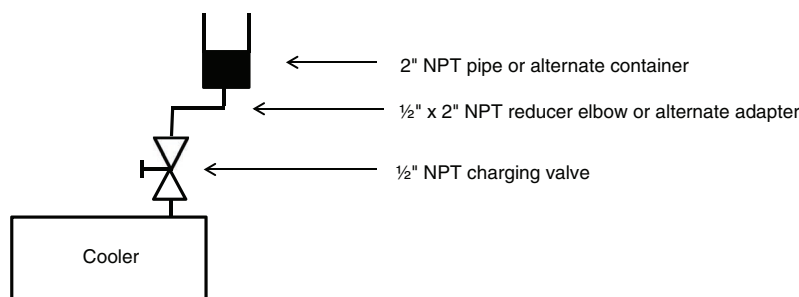 2" NPT pipe or alternate container
½" x 2" NPT reducer elbow or alternate adapter
½" NPT charging valve
Cooler